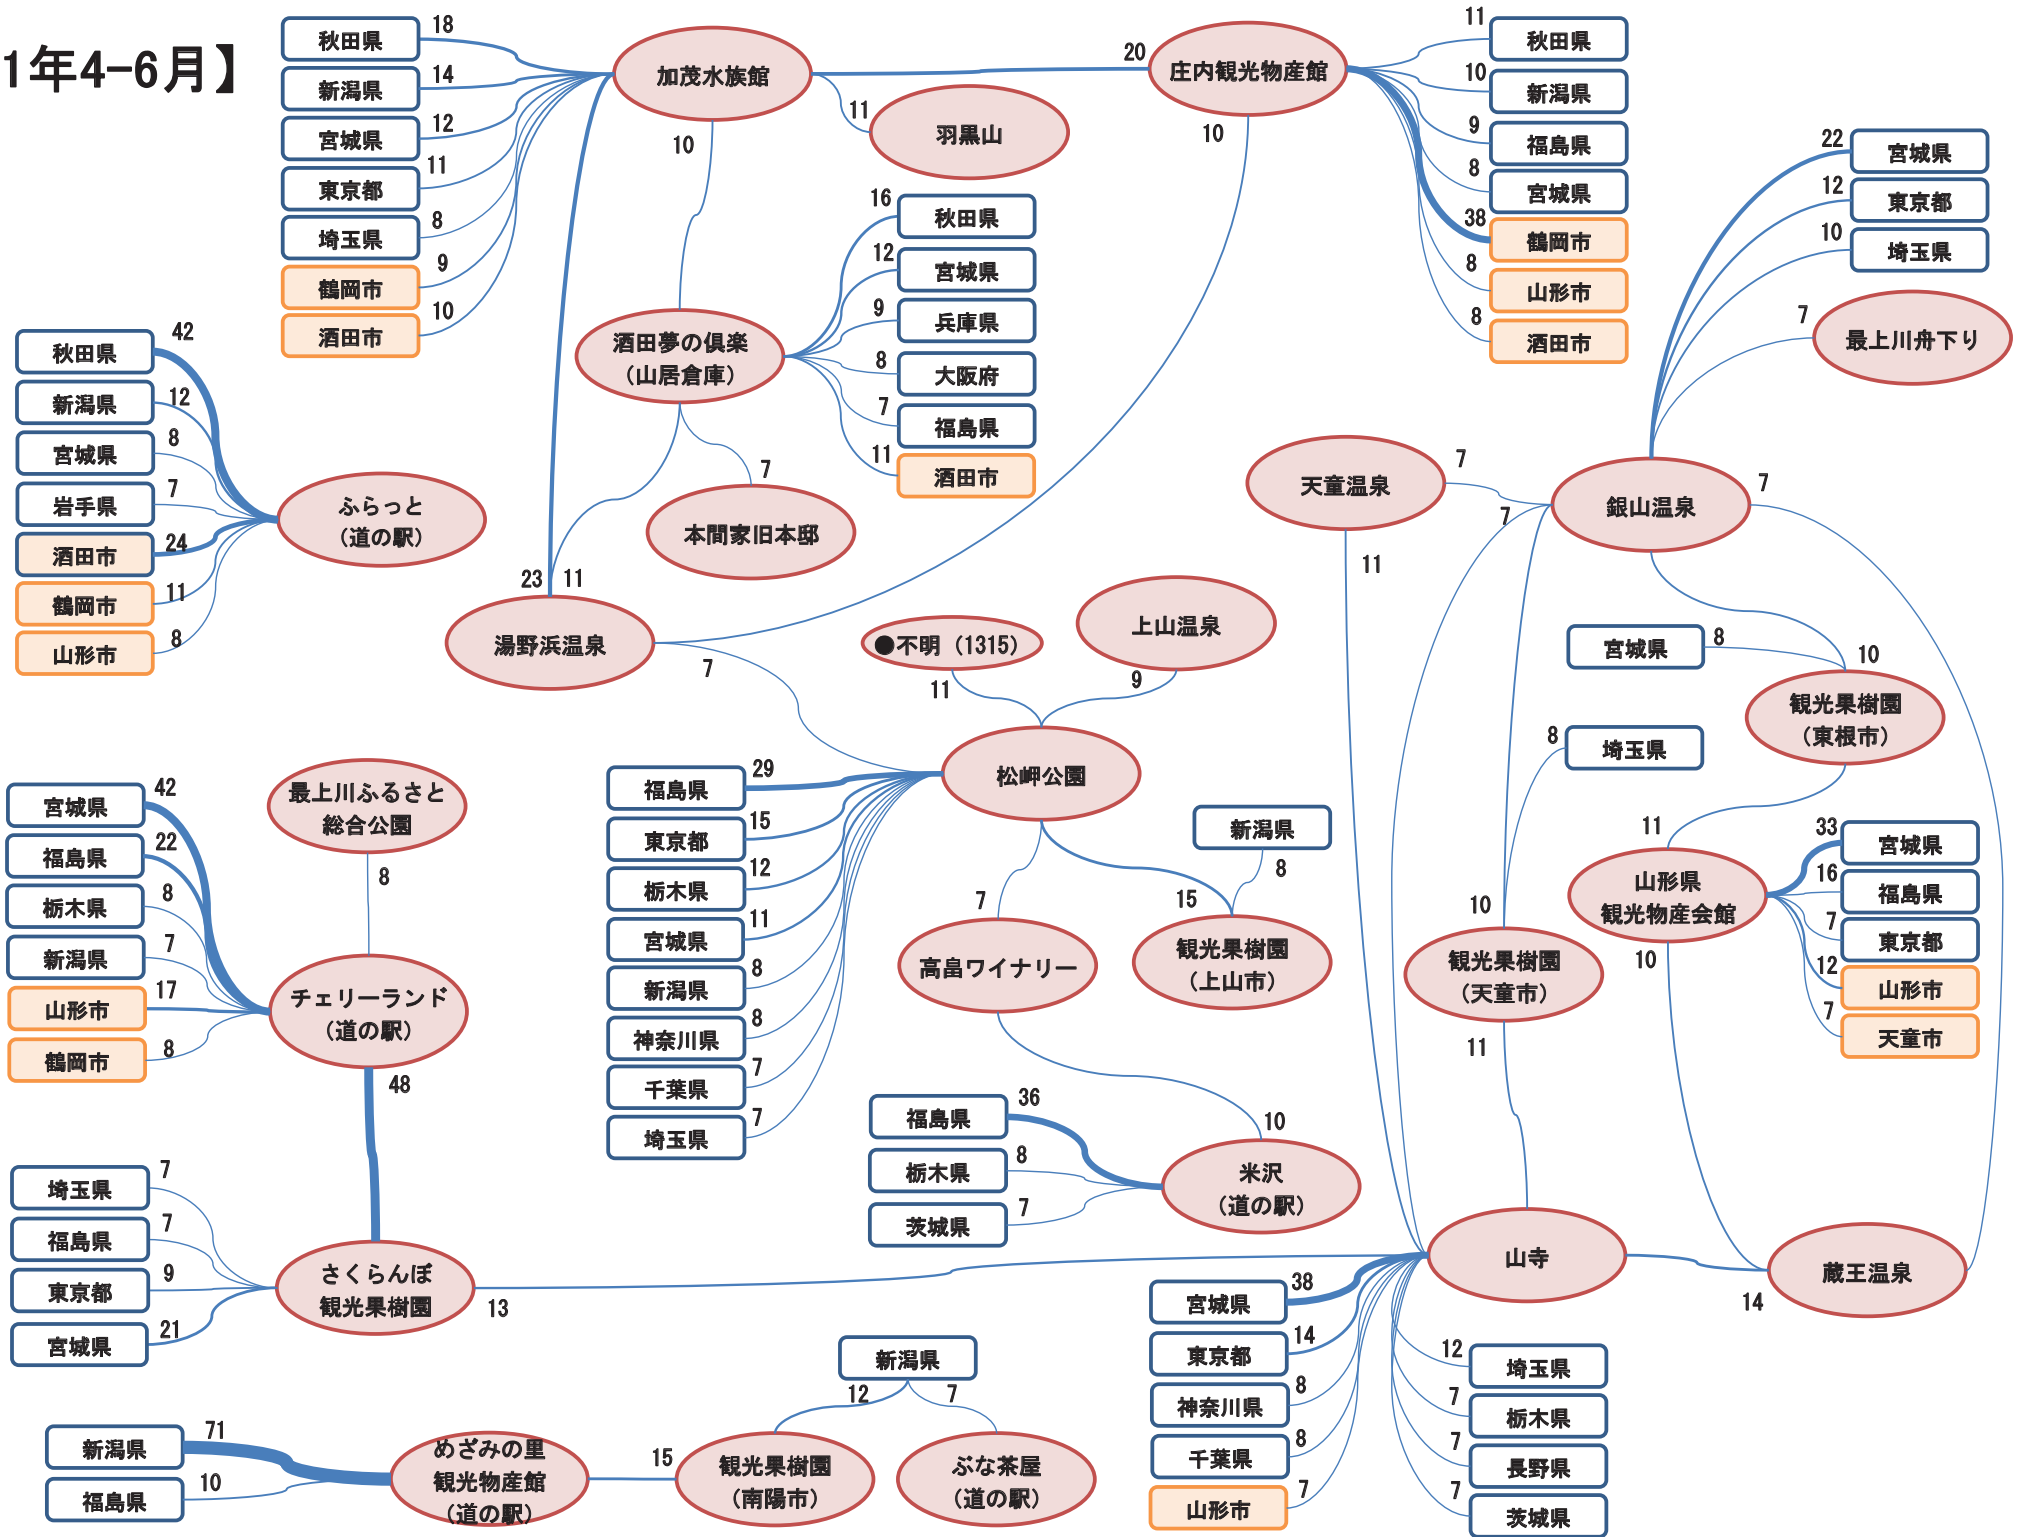 1年4-6月】
秋田県
18
新潟県
14
宮城県
12
東京都
11
埼玉県
8
鶴岡市
9
酒田市
10
加茂水族館
20
庄内観光物産館
11
羽黒山
10
10
11
秋田県
10
新潟県
9
福島県
8
宮城県
38
鶴岡市
8
山形市
8
酒田市
22
宮城県
12
東京都
10
埼玉県
7
最上川舟下り
16
秋田県
12
宮城県
9
兵庫県
8
大阪府
7
福島県
11
酒田市
酒田夢の倶楽
(山居倉庫)
7
本間家旧本邸
秋田県
42
新潟県
12
宮城県
8
岩手県
7
酒田市
24
鶴岡市
11
山形市
8
ふらっと
(道の駅)
23
11
湯野浜温泉
7
●不明(1315)
11
上山温泉
9
天童温泉
7
7
11
銀山温泉
7
宮城県
8
10
観光果樹園
(東根市)
8
埼玉県
松岬公園
福島県
29
東京都
15
栃木県
12
宮城県
11
新潟県
8
神奈川県
8
千葉県
7
埼玉県
7
新潟県
8
7
15
高畠ワイナリー
観光果樹園
(上山市)
10
観光果樹園
(天童市)
11
11
山形県
観光物産会館
10
33
宮城県
16
福島県
7
東京都
12
山形市
7
天童市
宮城県
42
福島県
22
栃木県
8
新潟県
7
山形市
17
鶴岡市
8
最上川ふるさと
総合公園
8
チェリーランド
(道の駅)
48
福島県
36
栃木県
8
茨城県
7
10
米沢
(道の駅)
埼玉県
7
福島県
7
東京都
9
宮城県
21
さくらんぼ
観光果樹園
13
山寺
14
蔵王温泉
宮城県
38
東京都
14
神奈川県
8
千葉県
8
山形市
7
12
埼玉県
7
栃木県
7
長野県
7
茨城県
新潟県
12
7
新潟県
71
福島県
10
めざみの里
観光物産館
(道の駅)
15
観光果樹園
(南陽市)
ぶな茶屋
(道の駅)